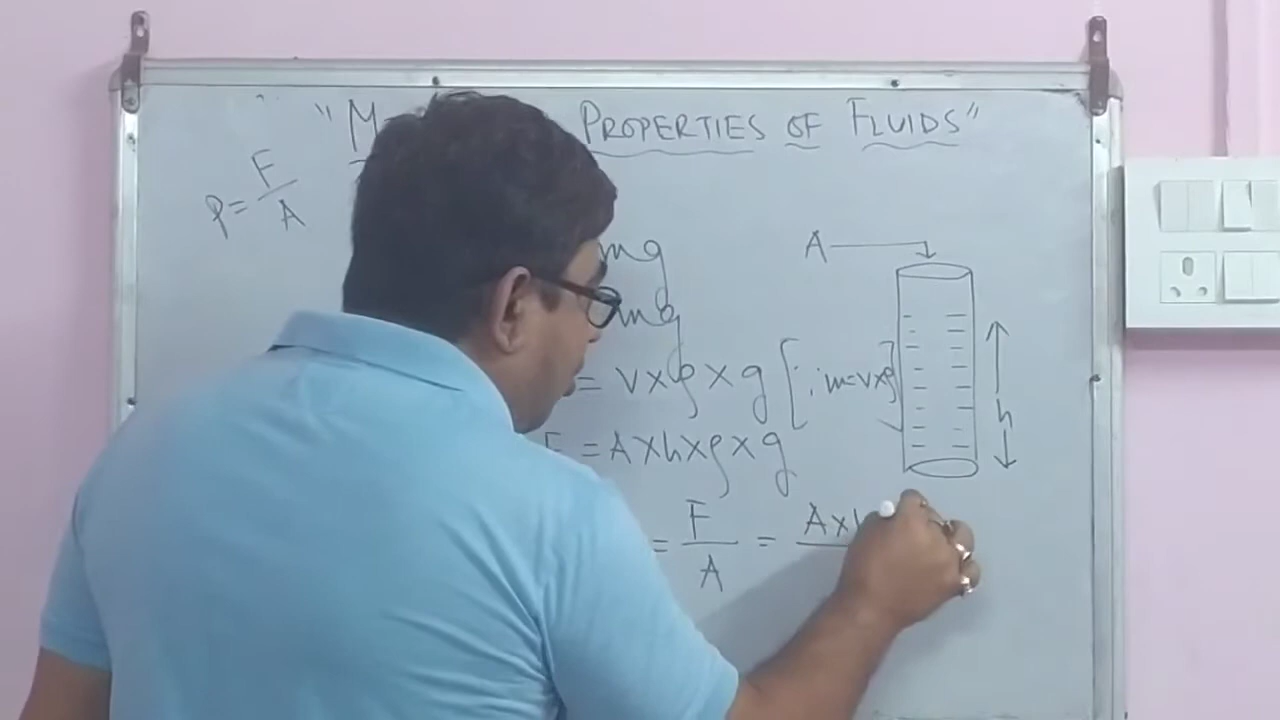 "M PROPERTIES OF FLUIDS"
P = F / A
mg
mg
= V x ρ x g [∵ m = V x ρ]
F = A x h x ρ x g
= F / A = A x h
A
h